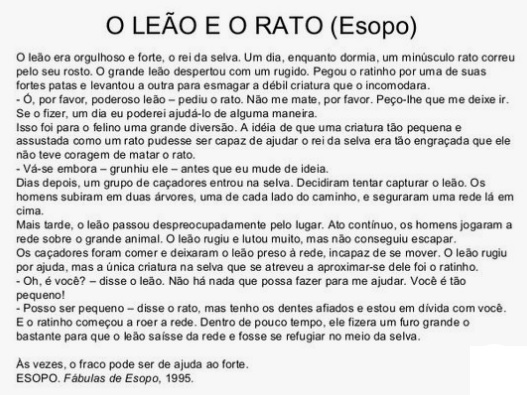 O LEÃO E O RATO (Esopo)
O leão era orgulhoso e forte, o rei da selva. Um dia, enquanto dormia, um minúsculo rato correu
pelo seu rosto. O grande leão despertou com um rugido. Pegou o ratinho por uma de suas
fortes patas e levantou a outra para esmagar a débil criatura que o incomodara.
- Ó, por favor, poderoso leão – pediu o rato. Não me mate, por favor. Peço-lhe que me deixe ir.
Se o fizer, um dia eu poderei ajudá-lo de alguma maneira.
Isso foi para o felino uma grande diversão. A idéia de que uma criatura tão pequena e
assustada como um rato pudesse ser capaz de ajudar o rei da selva era tão engraçada que ele
não teve coragem de matar o rato.
- Vá-se embora – grunhiu ele – antes que eu mude de ideia.
Dias depois, um grupo de caçadores entrou na selva. Decidiram tentar capturar o leão. Os
homens subiram em duas árvores, uma de cada lado do caminho, e seguraram uma rede lá em
cima.
Mais tarde, o leão passou despreocupadamente pelo lugar. Ato contínuo, os homens jogaram a
rede sobre o grande animal. O leão rugiu e lutou muito, mas não conseguiu escapar.
Os caçadores foram comer e deixaram o leão preso à rede, incapaz de se mover. O leão rugiu
por ajuda, mas a única criatura na selva que se atreveu a aproximar-se dele foi o ratinho.
- Oh, é você? – disse o leão. Não há nada que possa fazer para me ajudar. Você é tão
pequeno!
- Posso ser pequeno – disse o rato, mas tenho os dentes afiados e estou em dívida com você.
E o ratinho começou a roer a rede. Dentro de pouco tempo, ele fizera um furo grande o
bastante para que o leão saísse da rede e fosse se refugiar no meio da selva.
Às vezes, o fraco pode ser de ajuda ao forte.
ESOPO. Fábulas de Esopo, 1995.